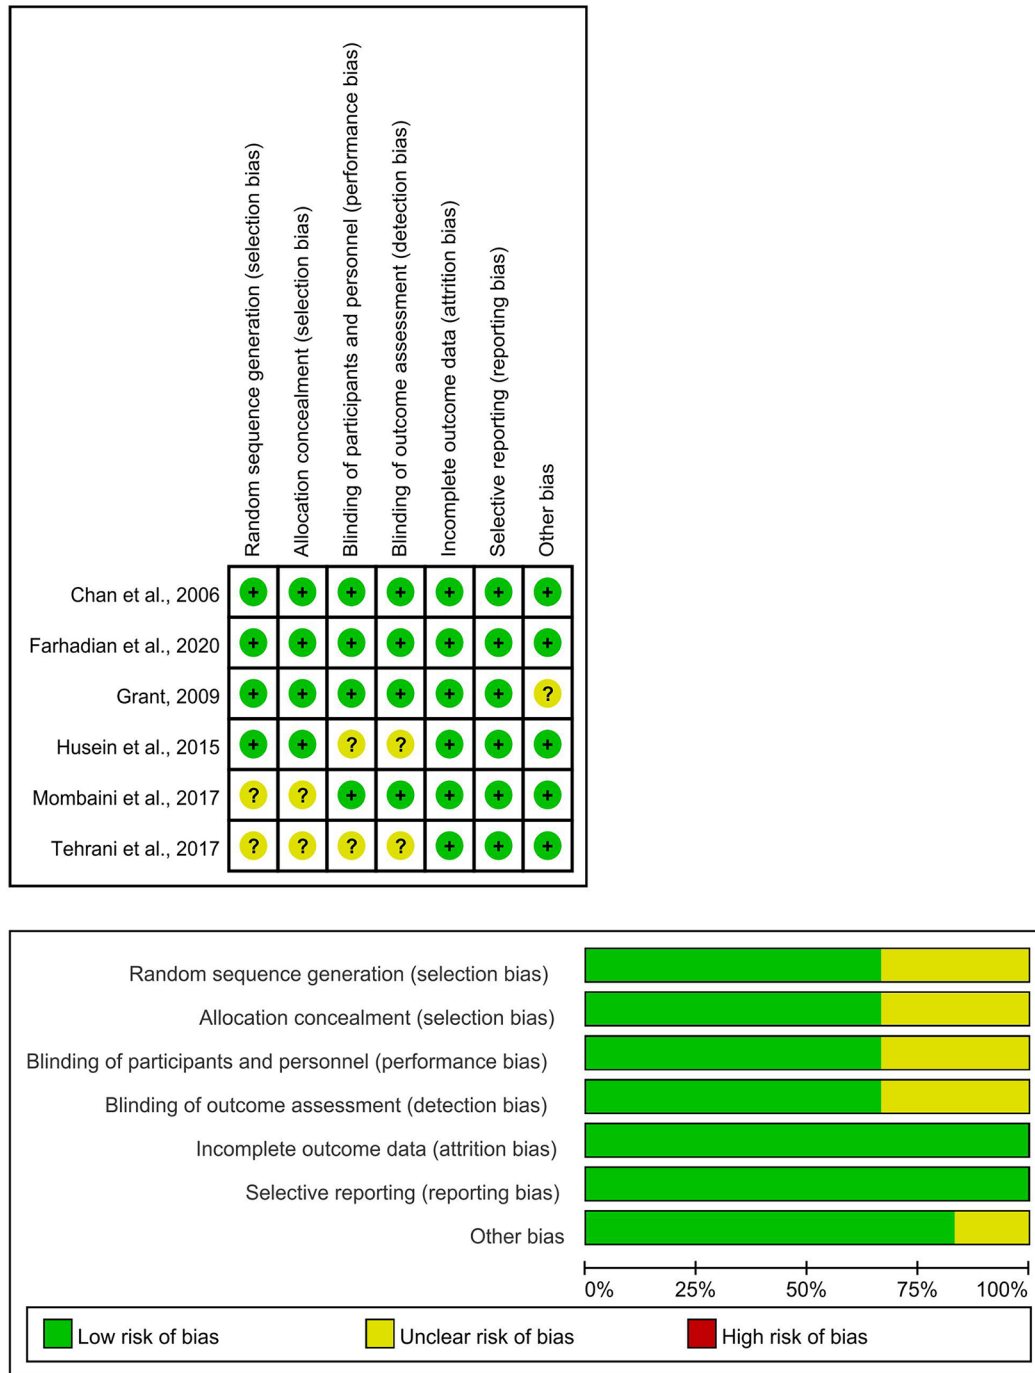 Random sequence generation (selection bias)
Allocation concealment (selection bias)
Blinding of participants and personnel (performance bias)
Blinding of outcome assessment (detection bias)
Incomplete outcome data (attrition bias)
Selective reporting (reporting bias)
Other bias
Chan et al., 2006 + + + + + + +
Farhadian et al., 2020 + + + + + + +
Grant, 2009 + + + + + + ?
Husein et al., 2015 + + ? ? + + +
Mombaini et al., 2017 ? ? + + + + +
Tehrani et al., 2017 ? ? ? ? + + +
Random sequence generation (selection bias)
Allocation concealment (selection bias)
Blinding of participants and personnel (performance bias)
Blinding of outcome assessment (detection bias)
Incomplete outcome data (attrition bias)
Selective reporting (reporting bias)
Other bias
0% 25% 50% 75% 100%
Low risk of bias Unclear risk of bias High risk of bias